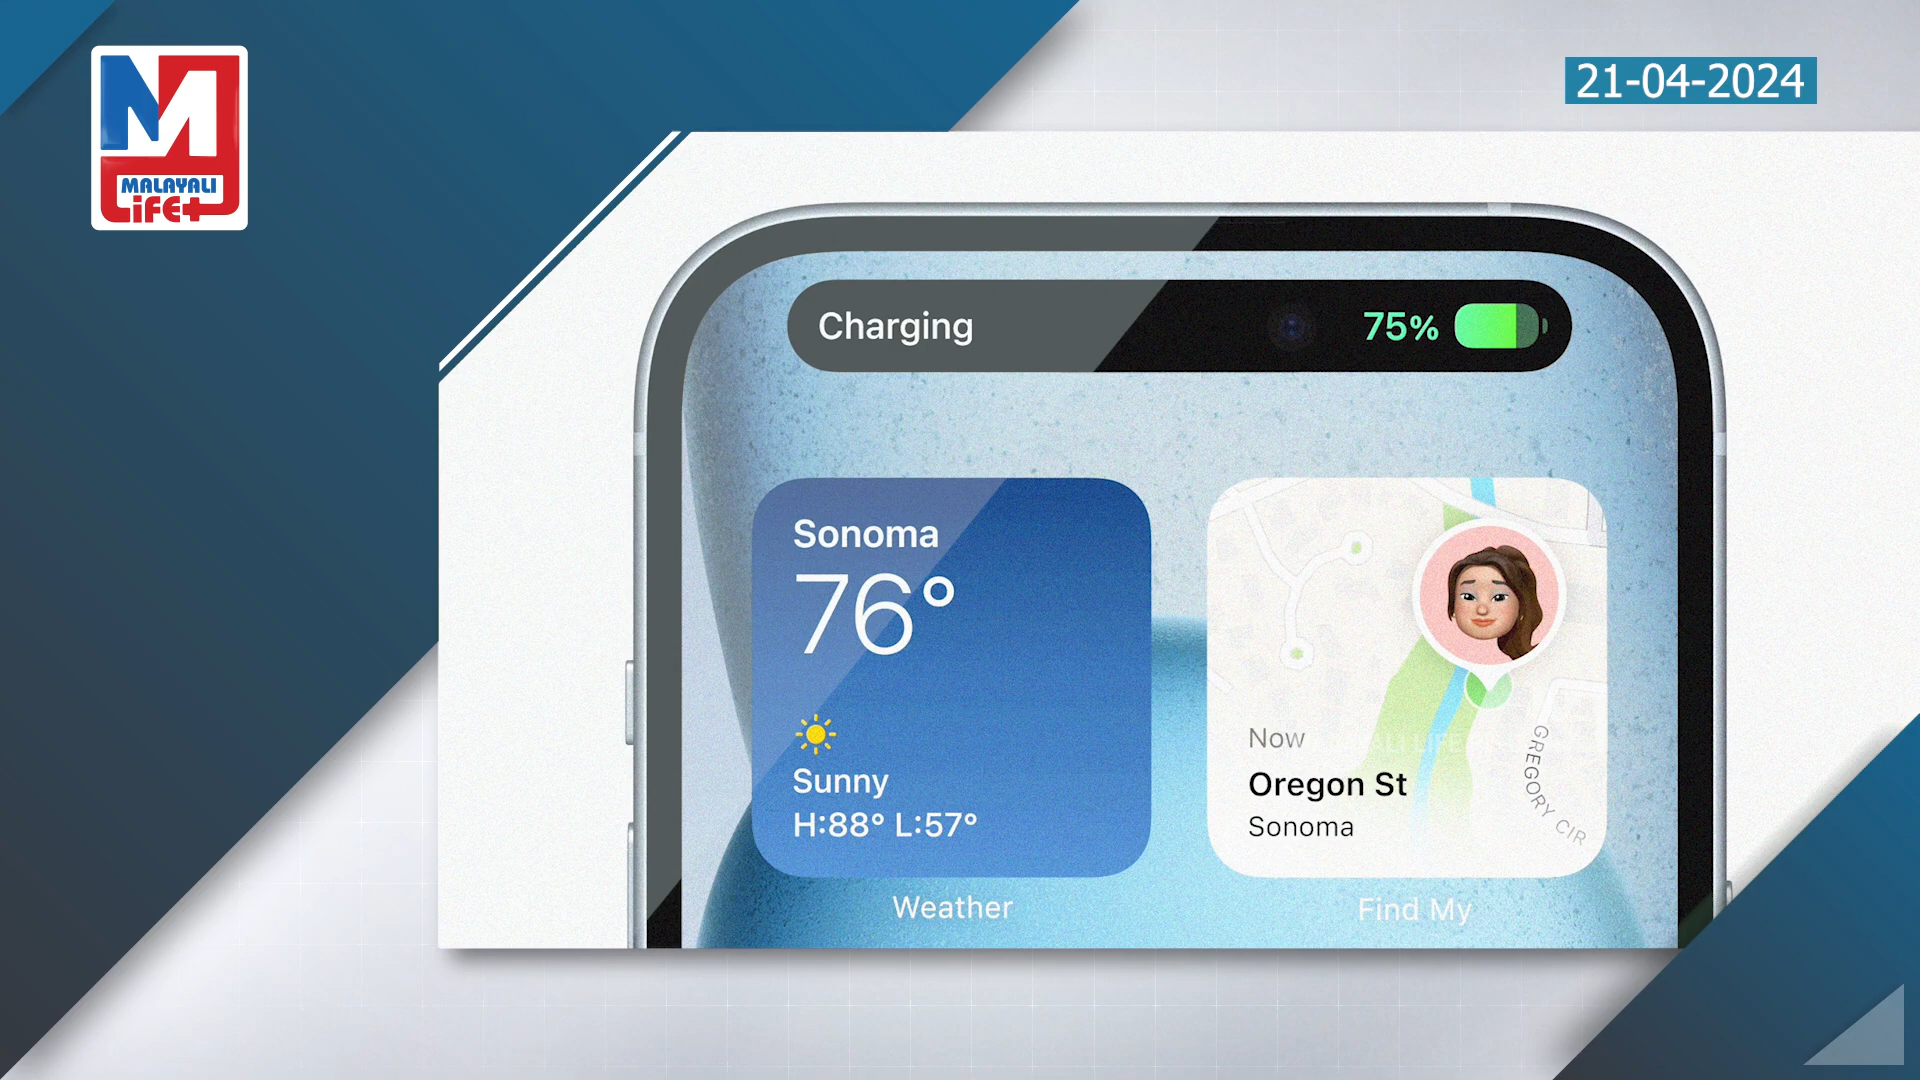 M
MALAYALI
LiFE+
21-04-2024
Charging
75%
Sonoma
76°
Sunny
H:88° L:57°
Weather
Now
Oregon St
Sonoma
GREGORY CIR
Find My